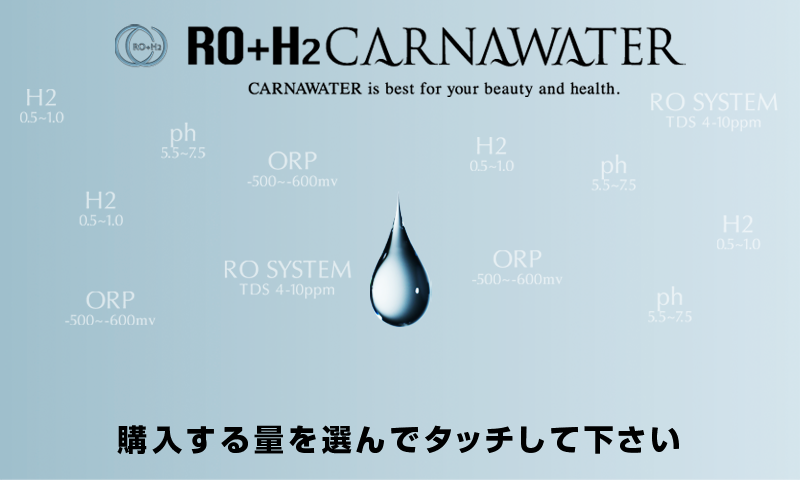 RO+H2
RO+H2 CARNAWATER
CARNAWATER is best for your beauty and health.
H2
0.5~1.0
RO SYSTEM
TDS 4-10ppm
ph
5.5~7.5
ORP
-500~-600mv
H2
0.5~1.0
ph
5.5~7.5
H2
0.5~1.0
H2
0.5~1.0
RO SYSTEM
TDS 4-10ppm
ORP
-500~-600mv
ORP
-500~-600mv
ph
5.5~7.5
購入する量を選んでタッチして下さい